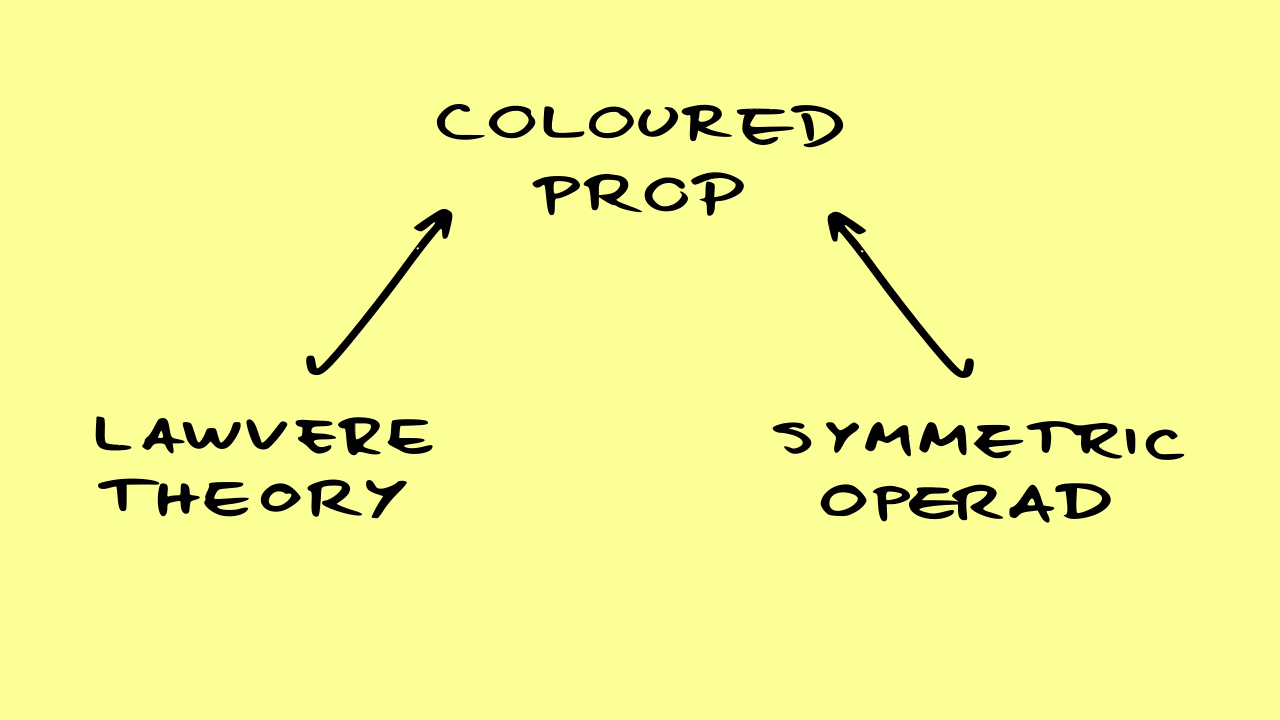 COLOURED
PROP
LAWVERE
THEORY
SYMMETRIC
OPERAD